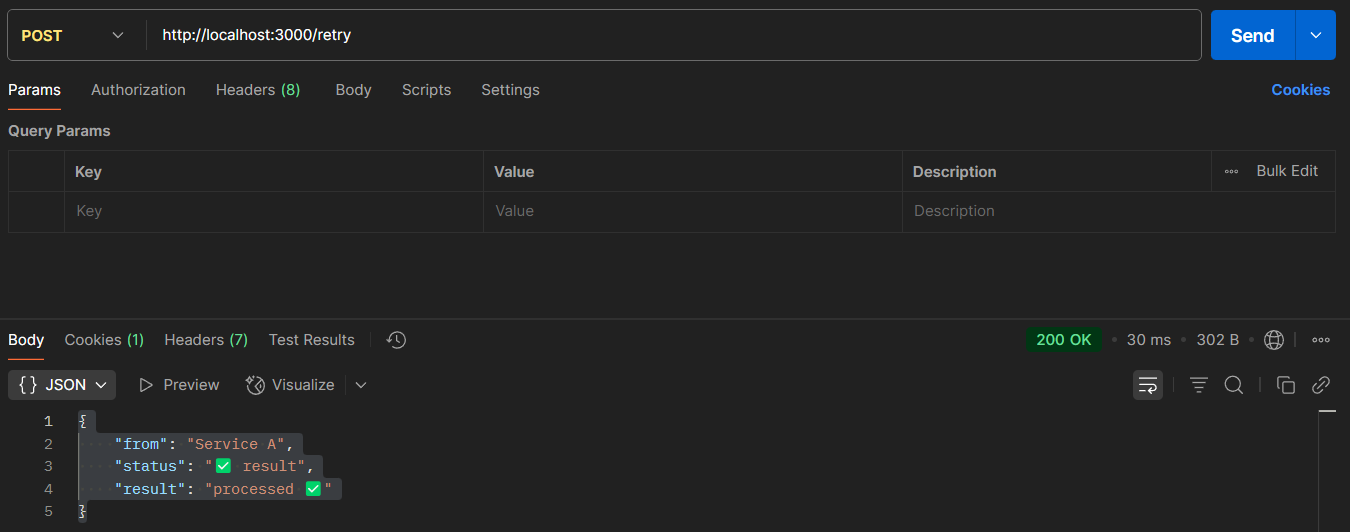 POST http://localhost:3000/retry Send
Params Authorization Headers (8) Body Scripts Settings Cookies
Query Params
Key Value Description Bulk Edit
Key Value Description
Body Cookies (1) Headers (7) Test Results 200 OK • 30 ms • 302 B •
{} JSON Preview Visualize
1 {
2 "from": "Service A",
3 "status": "✅ result",
4 "result": "processed ✅"
5 }